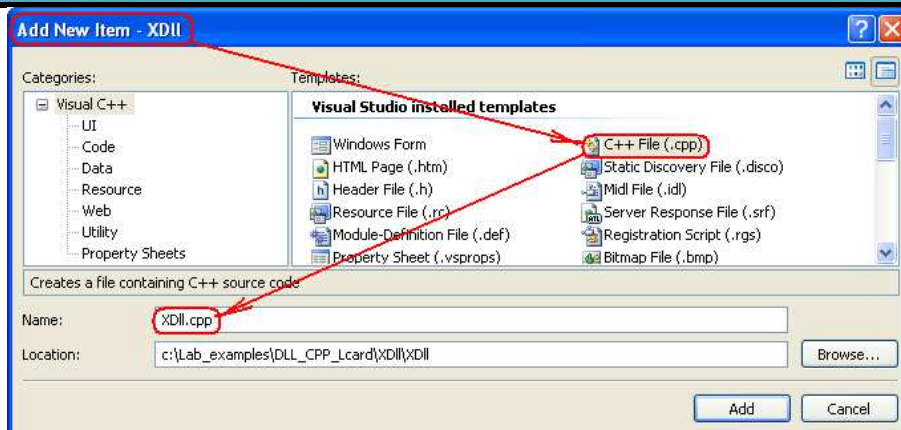 Add New Item - XDll
Categories:
Templates:
Visual C++
UI
Code
Data
Resource
Web
Utility
Property Sheets
Visual Studio installed templates
Windows Form
C++ File (.cpp)
HTML Page (.htm)
Static Discovery File (.disco)
Header File (.h)
Midl File (.idl)
Resource File (.rc)
Server Response File (.srf)
Module-Definition File (.def)
Registration Script (.rgs)
Property Sheet (.vsprops)
Bitmap File (.bmp)
Creates a file containing C++ source code
Name:
XDll.cpp
Location:
c:\Lab_examples\DLL_CPP_Lcard\XDll\XDll
Browse...
Add
Cancel